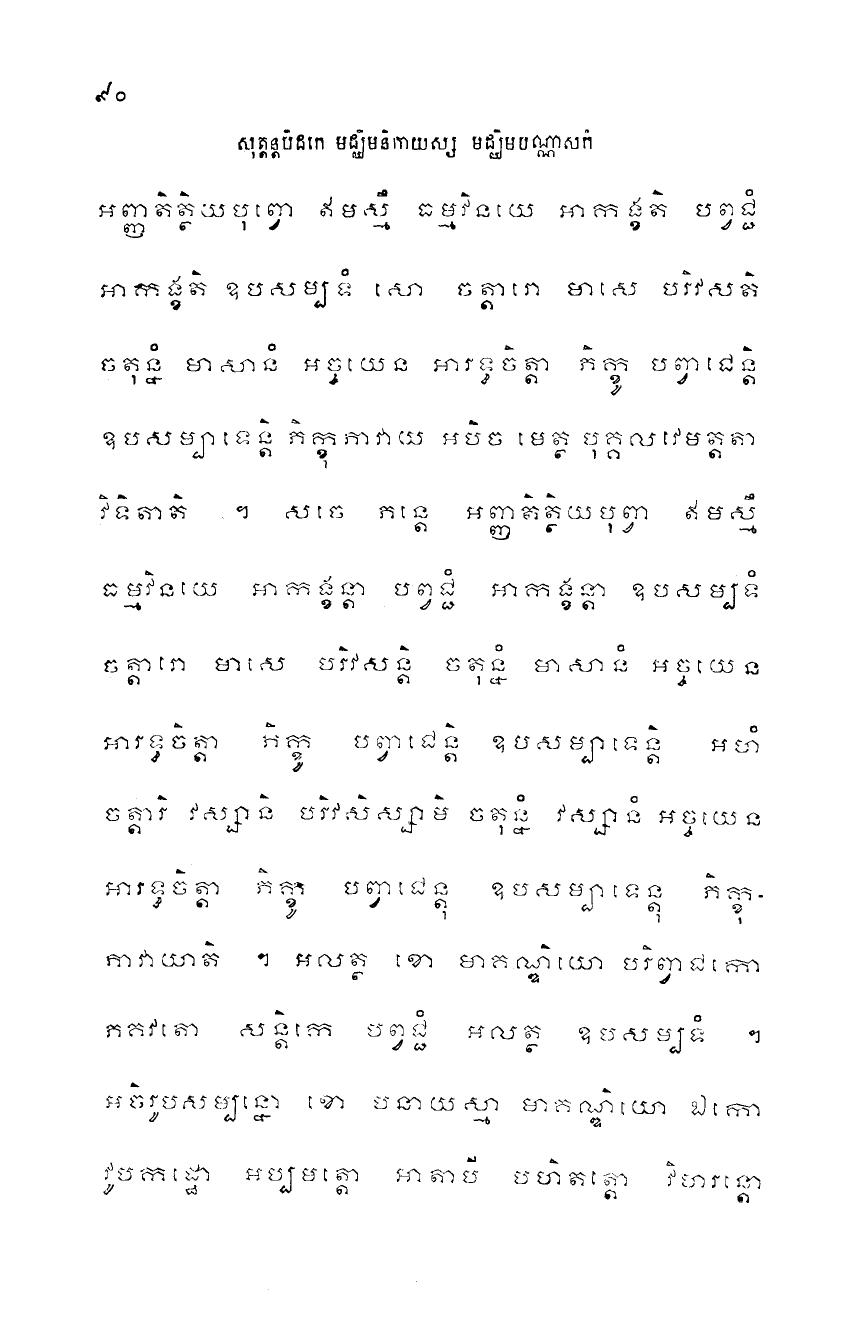 ៩០
សុត្តន្តបិដកេ មជ្ឈិមនិកាយស្ស មជ្ឈិមបណ្ណាសកំ
អញ្ញតិត្ថិយបុព្វោ ឥមស្មឹ ធម្មវិនយេ អាកង្ខតិ បព្វជ្ជំ
អាកង្ខតិ ឧបសម្បទំ សោ ចត្តារោ មាសេ បរិវសតិ
ចតុន្នំ មាសានំ អច្ចយេន អារទ្ធចិត្តា ភិក្ខូ បព្វាជេន្តិ
ឧបសម្បាទេន្តិ ភិក្ខុភាវាយ អបិច មេត្ថ បុគ្គលវេមត្តតា
វិទិតាតិ ។ សចេ ភន្តេ អញ្ញតិត្ថិយបុព្វា ឥមស្មឹ
ធម្មវិនយេ អាកង្ខន្តា បព្វជ្ជំ អាកង្ខន្តា ឧបសម្បទំ
ចត្តារោ មាសេ បរិវសន្តិ ចតុន្នំ មាសានំ អច្ចយេន
អារទ្ធចិត្តា ភិក្ខូ បព្វាជេន្តិ ឧបសម្បាទេន្តិ អហំ
ចត្តារិ វស្សានិ បរិវសិស្សាមិ ចតុន្នំ វស្សានំ អច្ចយេន
អារទ្ធចិត្តា ភិក្ខូ បព្វាជេន្តុ ឧបសម្បាទេន្តុ ភិក្ខុ-
ភាវាយាតិ ។ អលត្ថ ខោ មាគណ្ឌិយោ បរិព្វាជកោ
ភគវតោ សន្តិកេ បព្វជ្ជំ អលត្ថ ឧបសម្បទំ ។
អចិរូបសម្បន្នោ ខោ បនាយស្មា មាគណ្ឌិយោ ឯកោ
វូបកដ្ឋោ អប្បមត្តោ អាតាបី បហិតត្តោ វិហរន្តោ